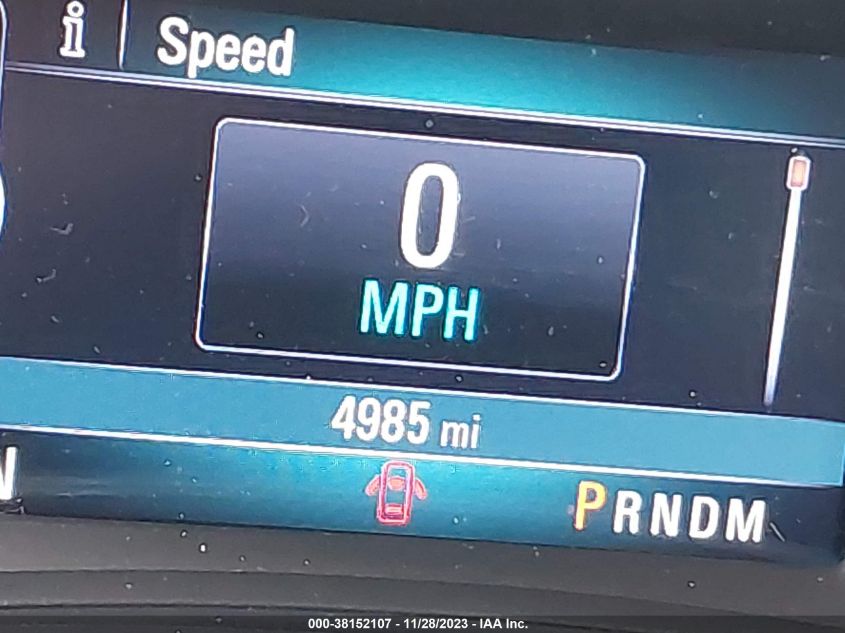 i Speed
0
MPH
4985 mi
N
PRNDM
000-38152107 - 11/28/2023 - IAA Inc.